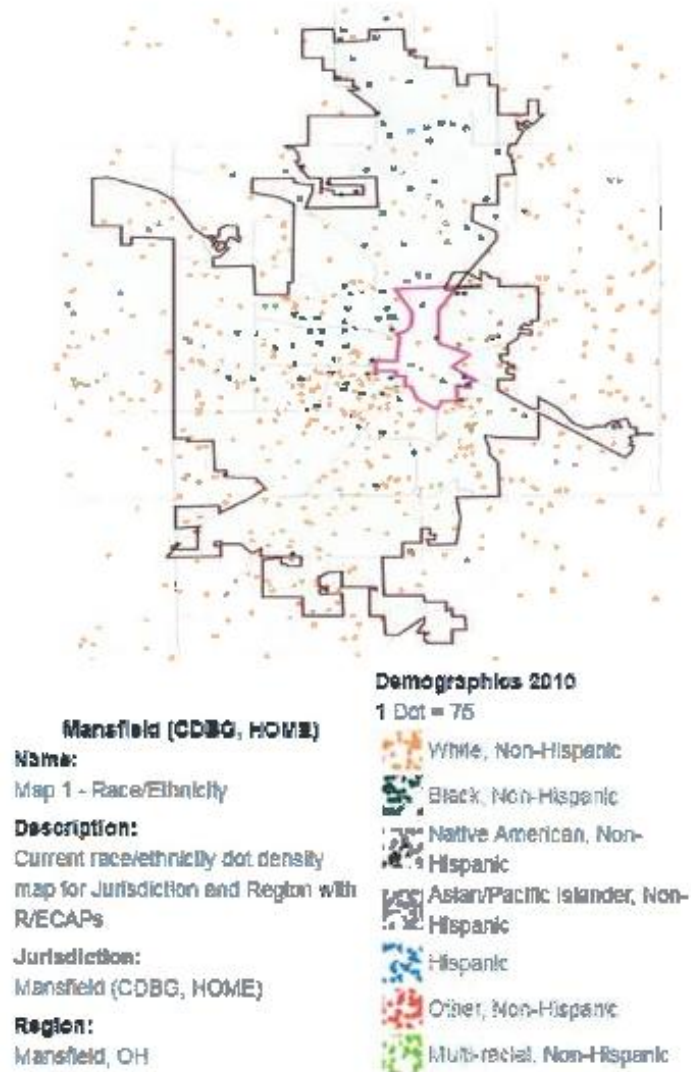 Mansfield (CDBG, HOME)
Name:
Map 1 - Race/Ethnicity
Description:
Current race/ethnicity dot density
map for Jurisdiction and Region with
R/ECAPs
Jurisdiction:
Mansfield (CDBG, HOME)
Region:
Mansfield, OH
Demographics 2010
1 Dot = 75
White, Non-Hispanic
Black, Non-Hispanic
Native American, Non-
Hispanic
Asian/Pacific Islander, Non-
Hispanic
Hispanic
Other, Non-Hispanic
Multi-racial, Non-Hispanic